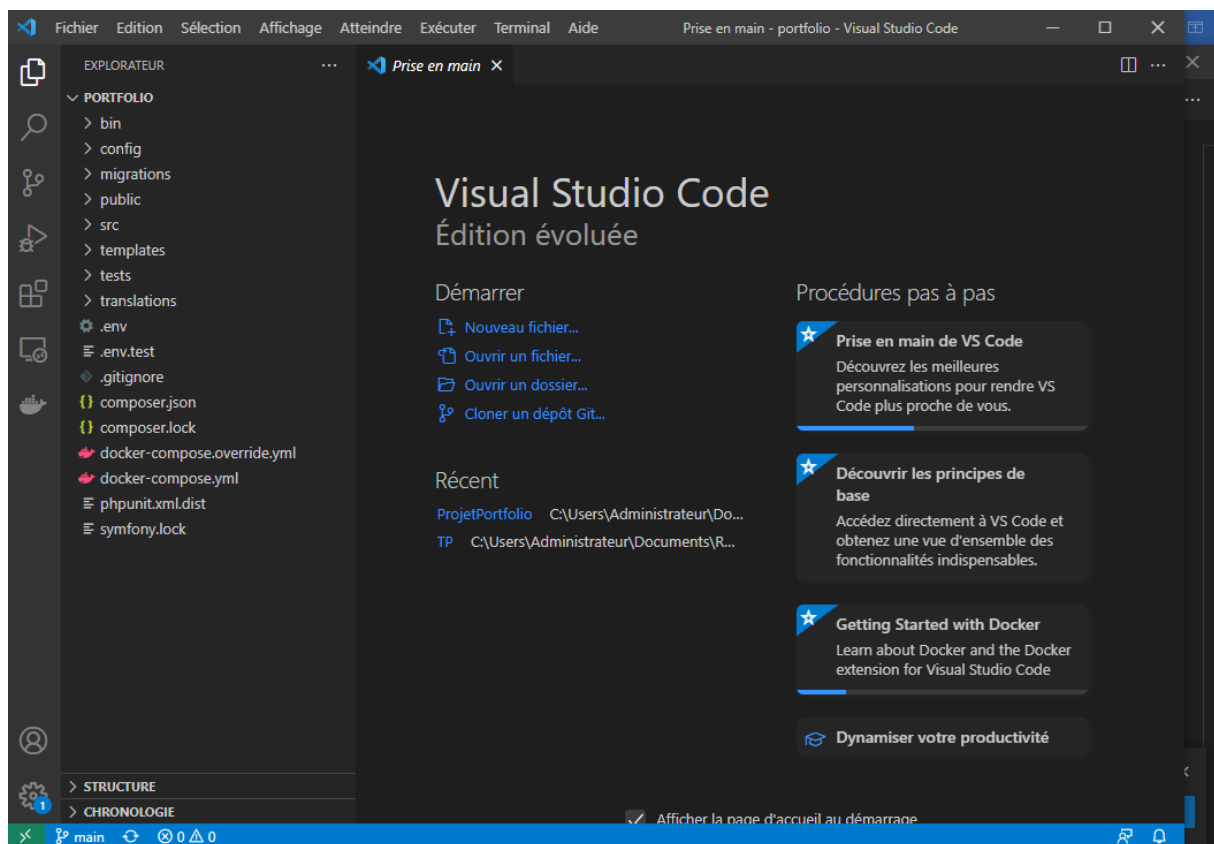 Fichier Edition Sélection Affichage Atteindre Exécuter Terminal Aide Prise en main - portfolio - Visual Studio Code
EXPLORATEUR
Prise en main
PORTFOLIO
bin
config
migrations
public
src
templates
tests
translations
.env
.env.test
.gitignore
composer.json
composer.lock
docker-compose.override.yml
docker-compose.yml
phpunit.xml.dist
symfony.lock
STRUCTURE
CHRONOLOGIE
Visual Studio Code
Édition évoluée
Démarrer
Nouveau fichier...
Ouvrir un fichier...
Ouvrir un dossier...
Cloner un dépôt Git...
Récent
ProjetPortfolio C:\Users\Administrateur\Do...
TP C:\Users\Administrateur\Documents\R...
Procédures pas à pas
Prise en main de VS Code
Découvrez les meilleures
personnalisations pour rendre VS
Code plus proche de vous.
Découvrir les principes de
base
Accédez directement à VS Code et
obtenez une vue d'ensemble des
fonctionnalités indispensables.
Getting Started with Docker
Learn about Docker and the Docker
extension for Visual Studio Code
Dynamiser votre productivité
Afficher la page d'accueil au démarrage
1
main 0 0